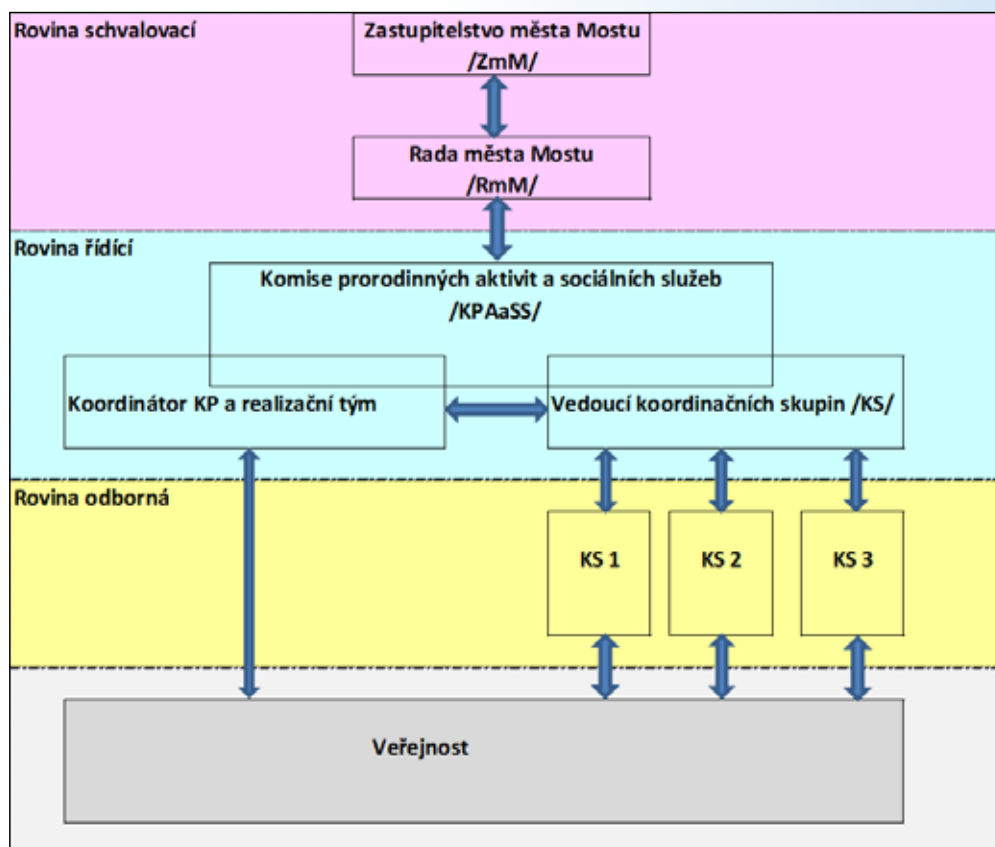 Rovina schvalovací
Zastupitelstvo města Mostu
/ZmM/
Rada města Mostu
/RmM/
Rovina řídící
Komise prorodinných aktivit a sociálních služeb
/KPAaSS/
Koordinátor KP a realizační tým
Vedoucí koordinačních skupin /KS/
Rovina odborná
KS 1
KS 2
KS 3
Veřejnost